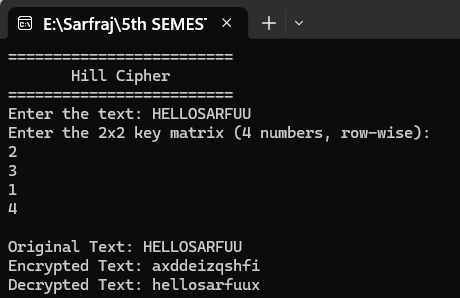 E:\Sarfraj\5th SEMEST
=========================
Hill Cipher
=========================
Enter the text: HELLOSARFUU
Enter the 2x2 key matrix (4 numbers, row-wise):
2
3
1
4
Original Text: HELLOSARFUU
Encrypted Text: axddeizqshfi
Decrypted Text: hellosarfuux